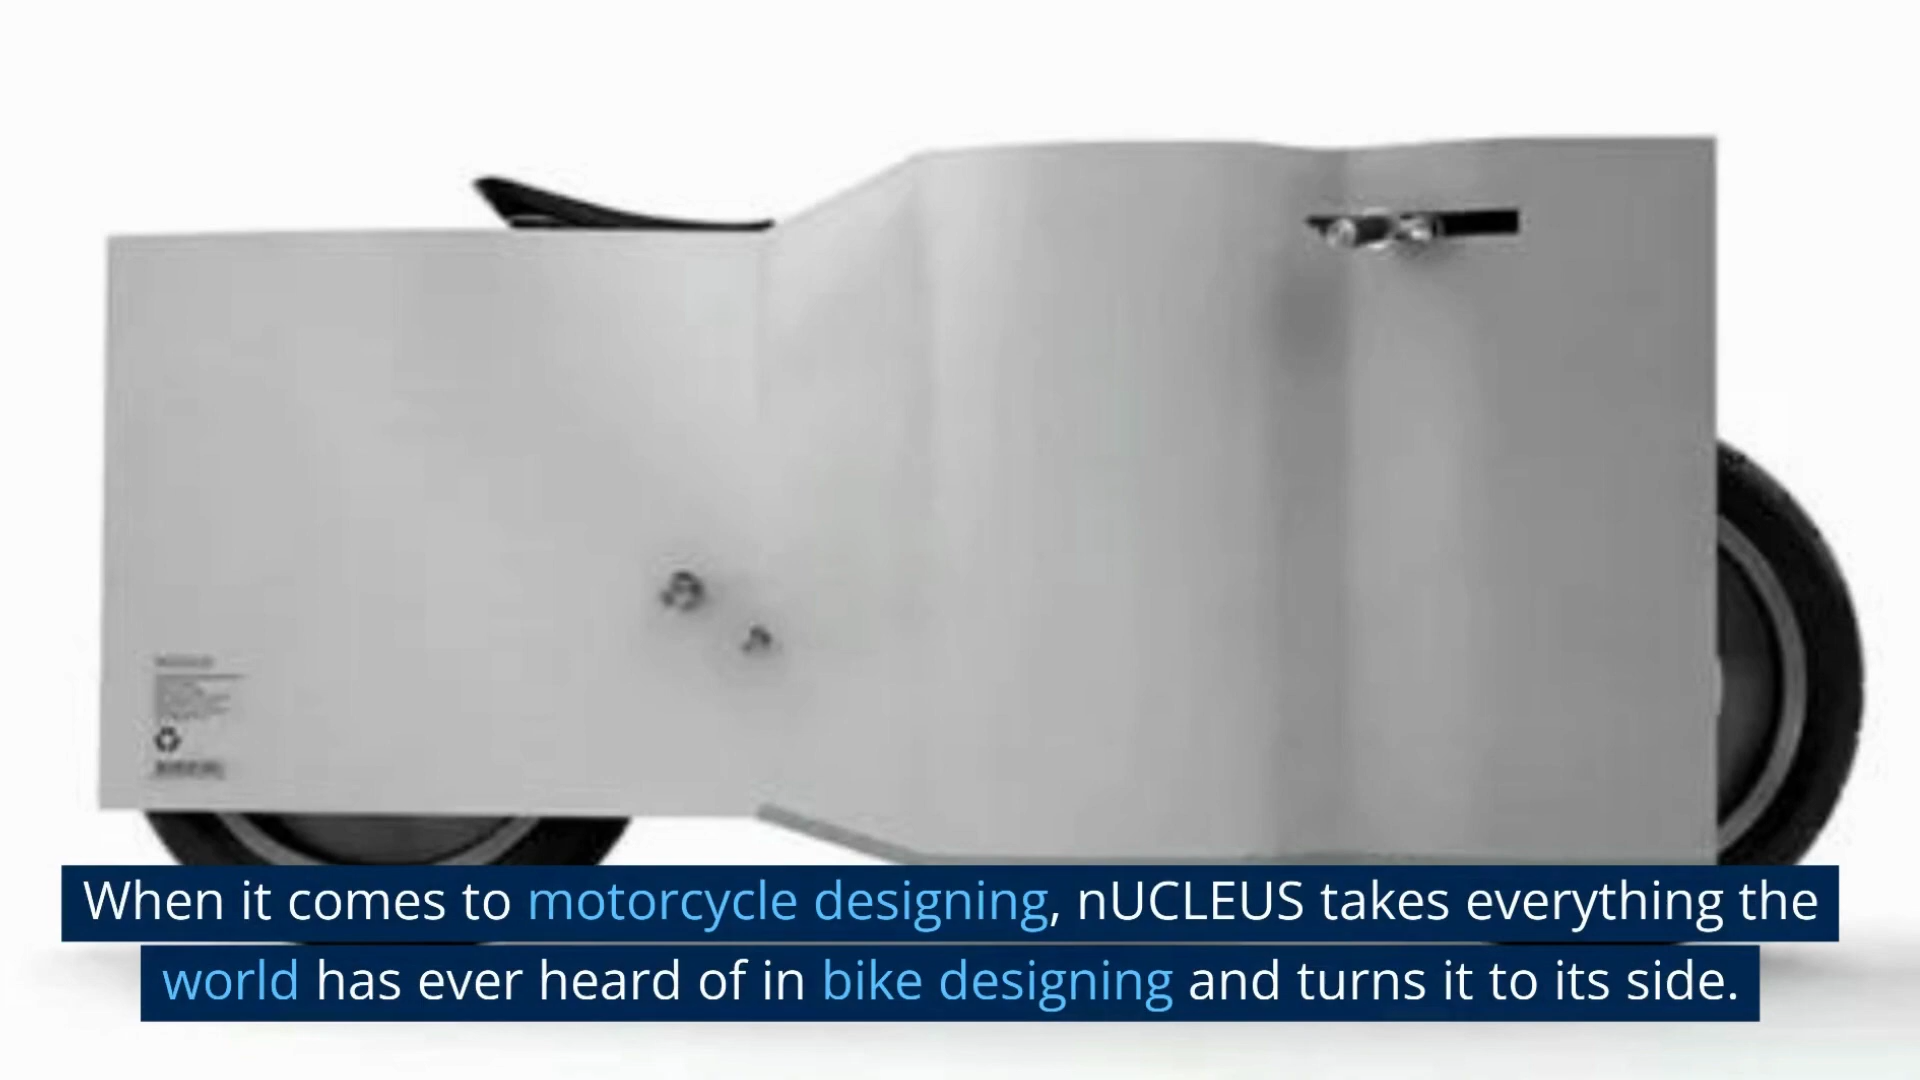 When it comes to motorcycle designing, nUCLEUS takes everything the
world has ever heard of in bike designing and turns it to its side.